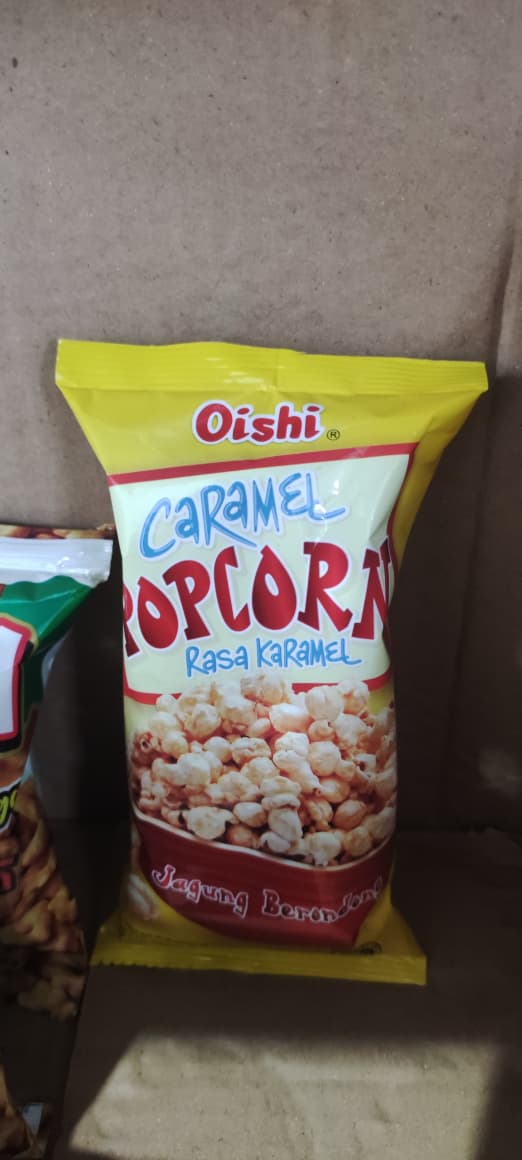 Oishi ®
CARAMEL
POPCORN
RASA KARAMEL
Jagung Berondong